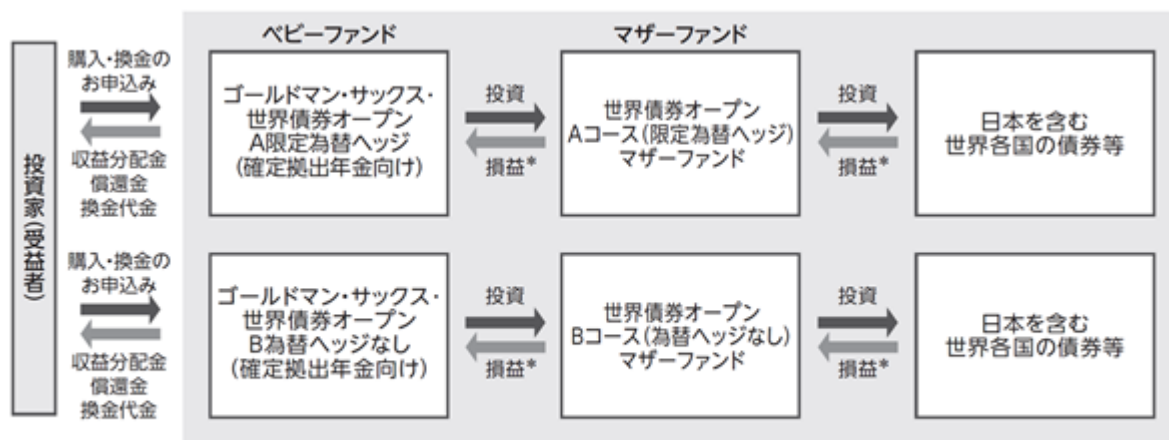 ベビーファンド
マザーファンド
投資家(受益者)
購入・換金の
お申込み
収益分配金
償還金
換金代金
ゴールドマン・サックス・
世界債券オープン
A限定為替ヘッジ
(確定拠出年金向け)
投資
損益*
世界債券オープン
Aコース(限定為替ヘッジ)
マザーファンド
投資
損益*
日本を含む
世界各国の債券等
購入・換金の
お申込み
収益分配金
償還金
換金代金
ゴールドマン・サックス・
世界債券オープン
B為替ヘッジなし
(確定拠出年金向け)
投資
損益*
世界債券オープン
Bコース(為替ヘッジなし)
マザーファンド
投資
損益*
日本を含む
世界各国の債券等